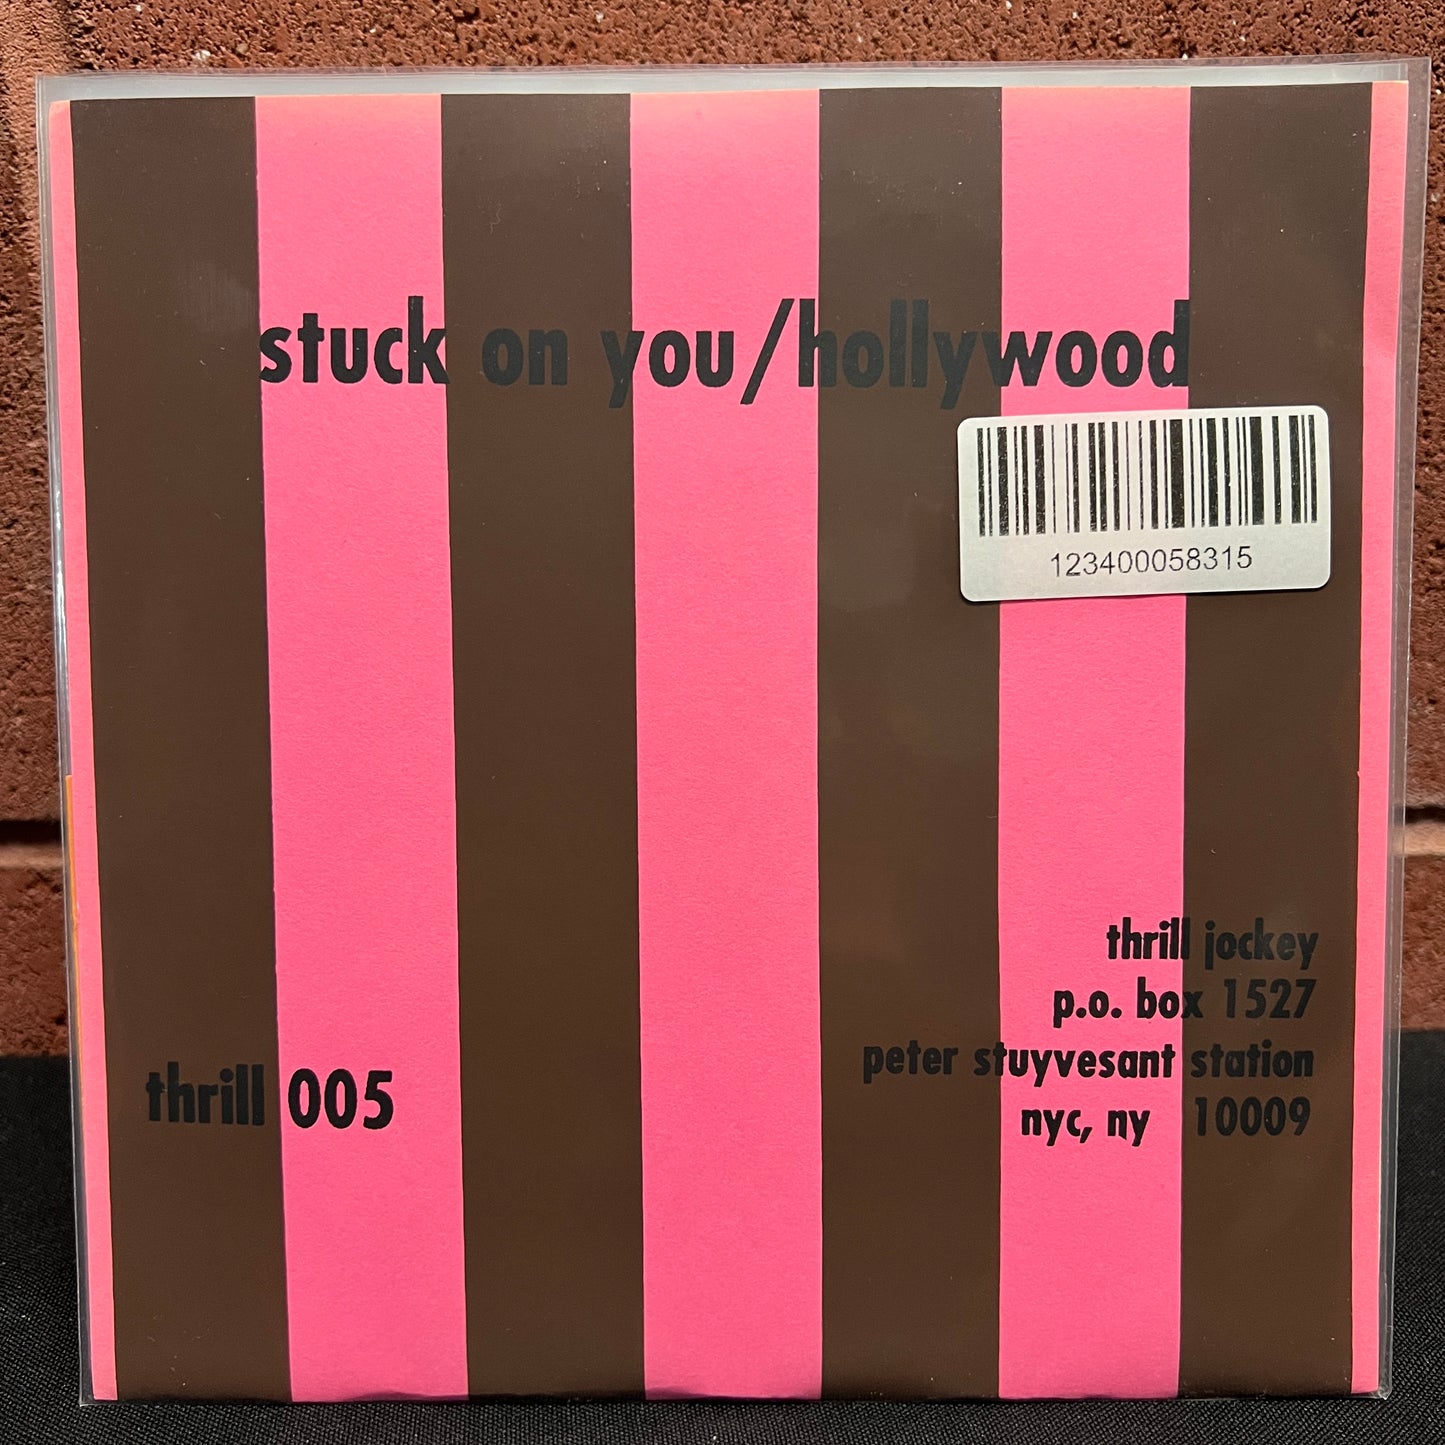 stuck on you/hollywood
123400058315
thrill jockey
p.o. box 1527
peter stuyvesant station
nyc, ny 10009
thrill 005